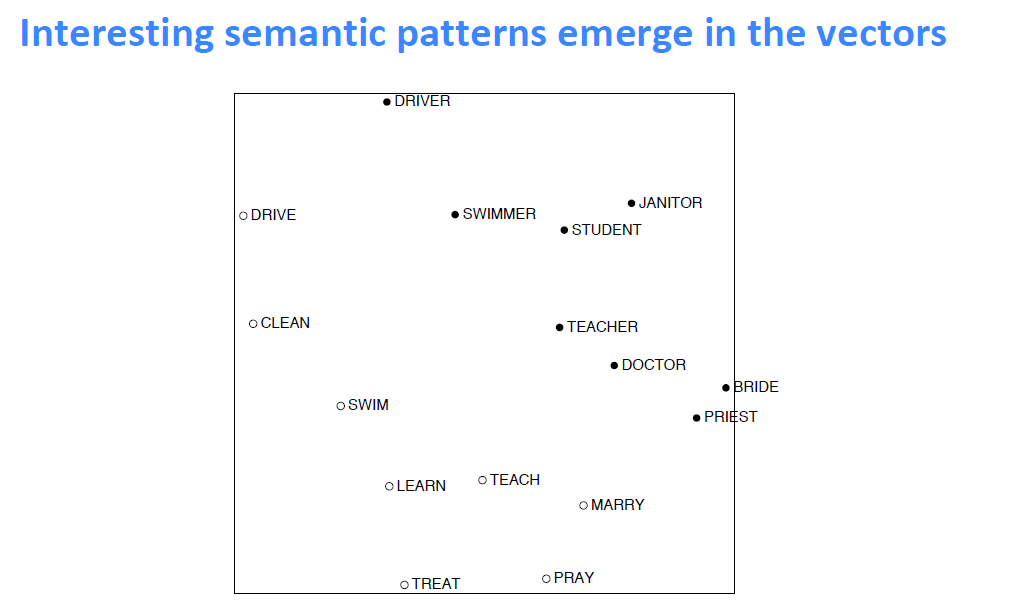 Interesting semantic patterns emerge in the vectors
DRIVER
JANITOR
DRIVE
SWIMMER
STUDENT
CLEAN
TEACHER
DOCTOR
BRIDE
SWIM
PRIEST
LEARN
TEACH
MARRY
TREAT
PRAY